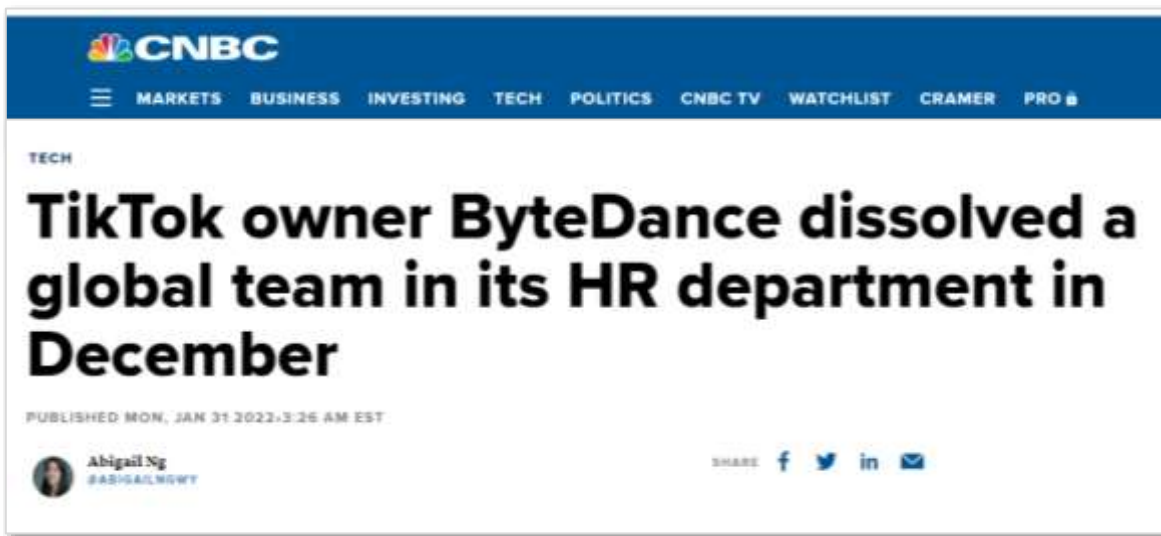 CNBC
MARKETS BUSINESS INVESTING TECH POLITICS CNBC TV WATCHLIST CRAMER PRO
TECH
TikTok owner ByteDance dissolved a
global team in its HR department in
December
PUBLISHED MON, JAN 31 2022•3:26 AM EST
Abigail Ng
@ABIGAILNGWY
SHARE